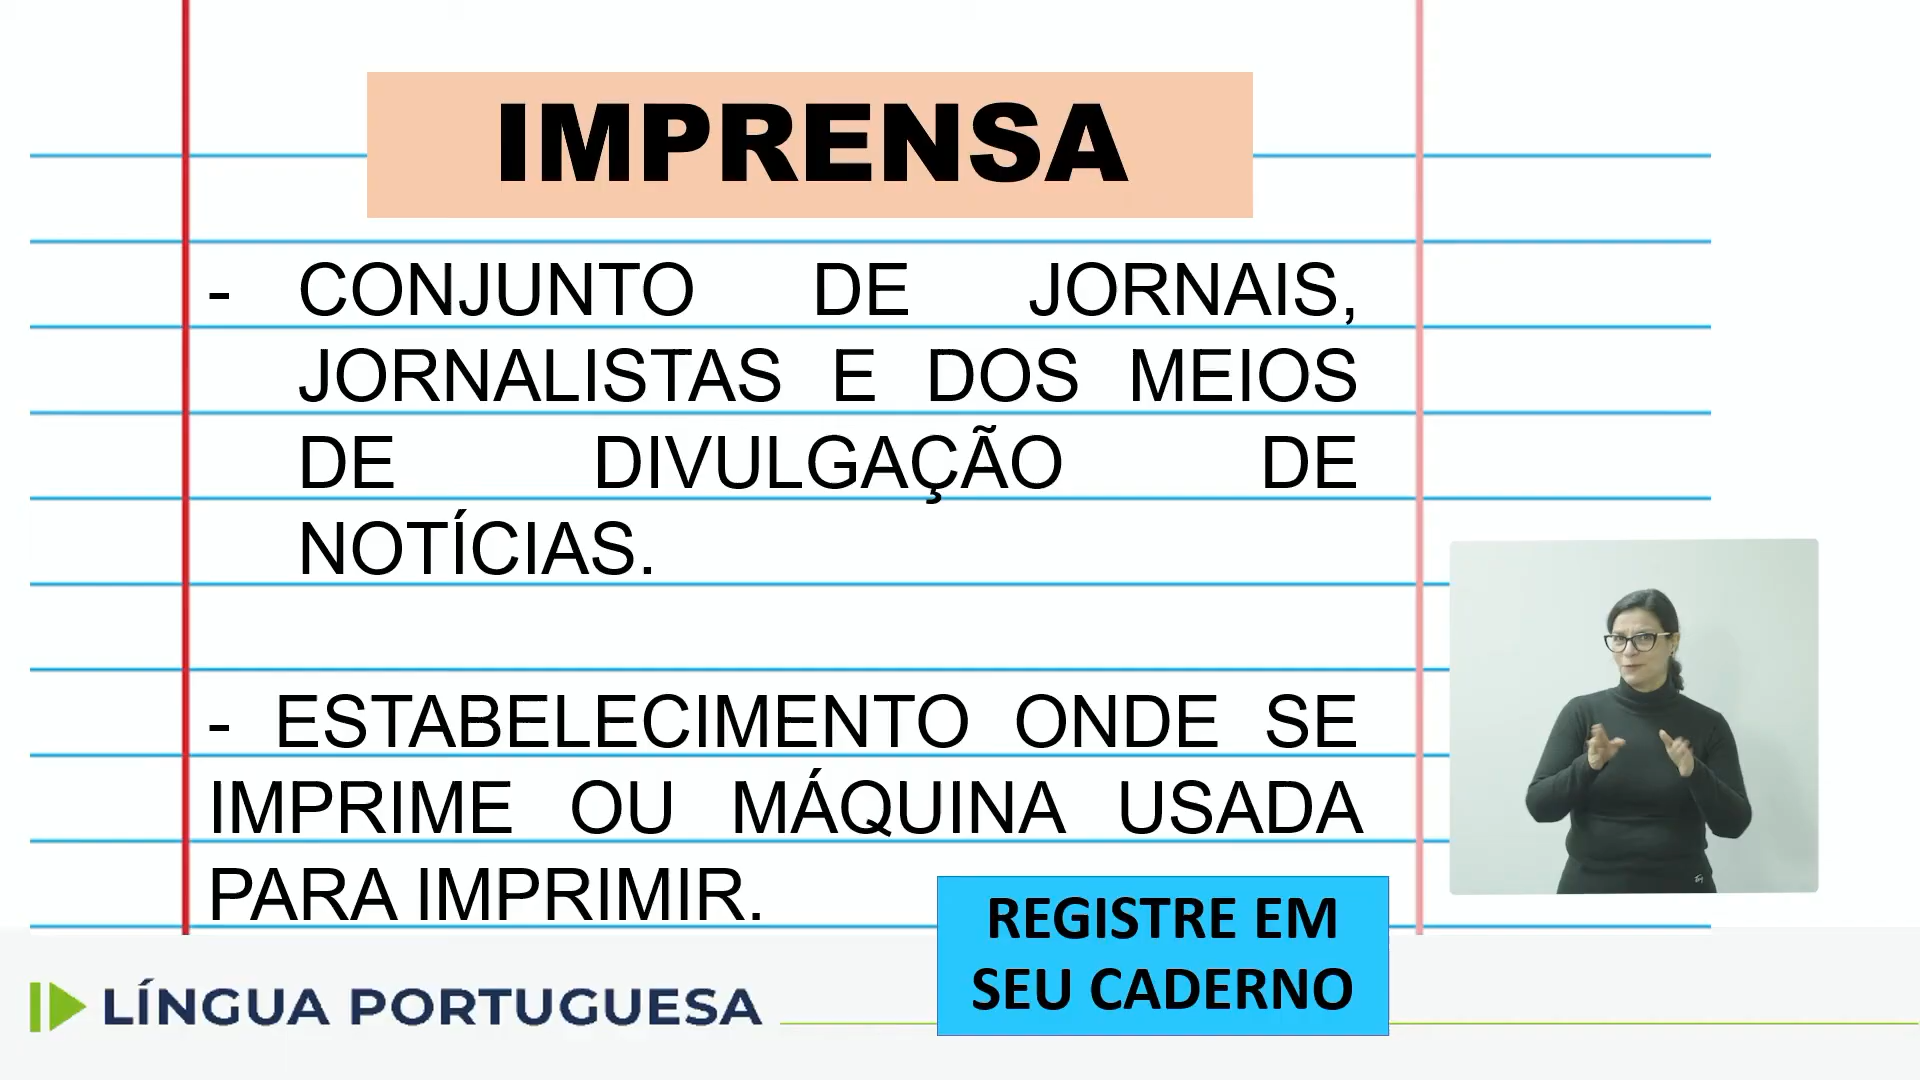 IMPRENSA
- CONJUNTO DE JORNAIS,
JORNALISTAS E DOS MEIOS
DE DIVULGAÇÃO DE
NOTÍCIAS.
- ESTABELECIMENTO ONDE SE
IMPRIME OU MÁQUINA USADA
PARA IMPRIMIR.
REGISTRE EM
SEU CADERNO
LÍNGUA PORTUGUESA